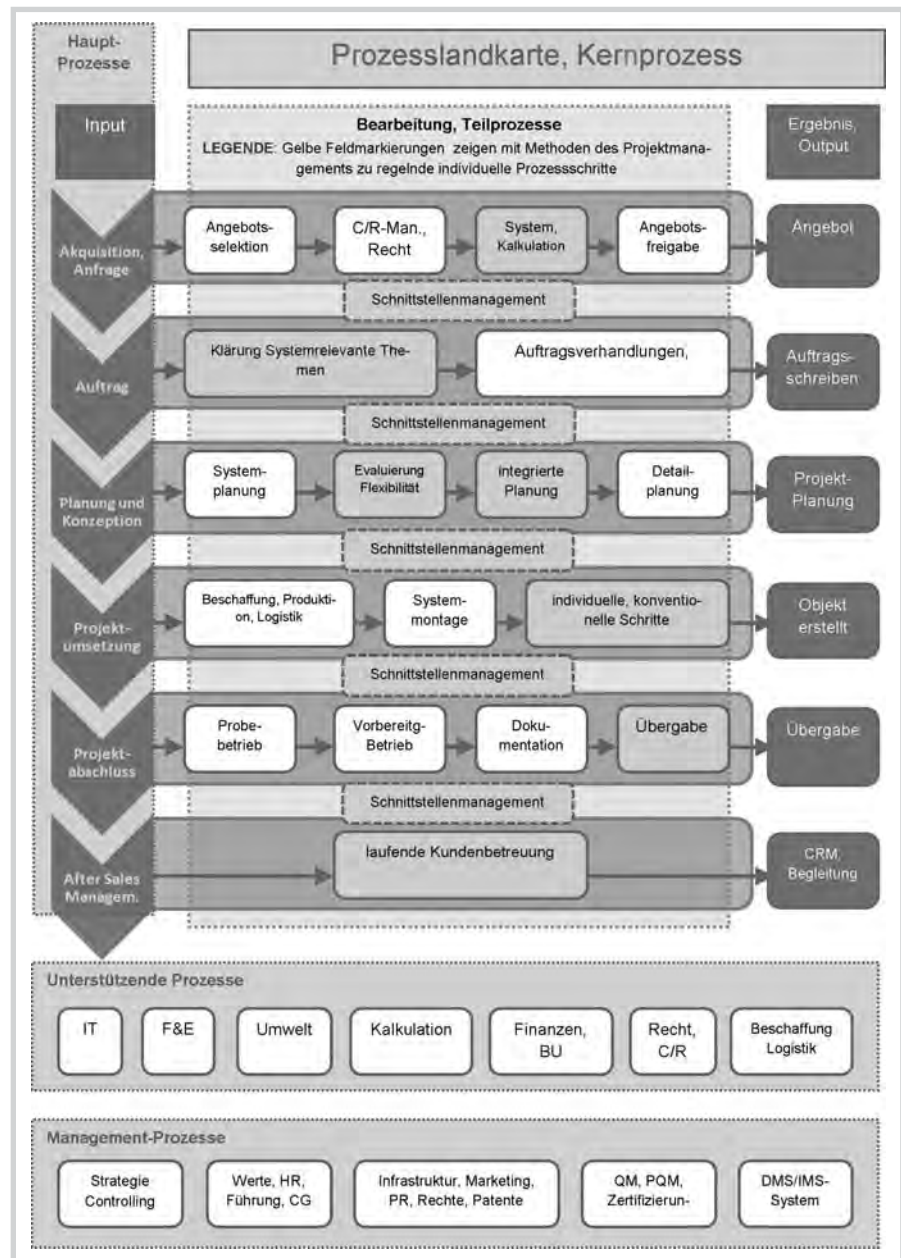 Haupt-
Prozesse
Prozesslandkarte, Kernprozess
Input
Bearbeitung, Teilprozesse
LEGENDE: Gelbe Feldmarkierungen zeigen mit Methoden des Projektma-
nagements zu regelnde individuelle Prozessschritte
Ergebnis,
Output
Akquisition,
Anfrage
Angebots-
selektion
C/R-Man.,
Recht
System,
Kalkulation
Angebots-
freigabe
Angebot
Schnittstellenmanagement
Auftrag
Klärung Systemrelevante The-
men
Auftragsverhandlungen,
Auftrags-
schreiben
Schnittstellenmanagement
Planung und
Konzeption
System-
planung
Evaluierung
Flexibilität
integrierte
Planung
Detail-
planung
Projekt-
Planung
Schnittstellenmanagement
Projekt-
umsetzung
Beschaffung, Produkti-
on, Logistik
System-
montage
individuelle, konventio-
nelle Schritte
Objekt
erstellt
Schnittstellenmanagement
Projekt-
abschluss
Probe-
betrieb
Vorbereitg-
Betrieb
Doku-
mentation
Übergabe
Übergabe
Schnittstellenmanagement
After Sales
Managem.
laufende Kundenbetreuung
CRM,
Begleitung
Unterstützende Prozesse
IT
F&E
Umwelt
Kalkulation
Finanzen,
BU
Recht,
C/R
Beschaffung
Logistik
Management-Prozesse
Strategie
Controlling
Werte, HR,
Führung, CG
Infrastruktur, Marketing,
PR, Rechte, Patente
QM, PQM,
Zertifizierun-
DMS/IMS-
System